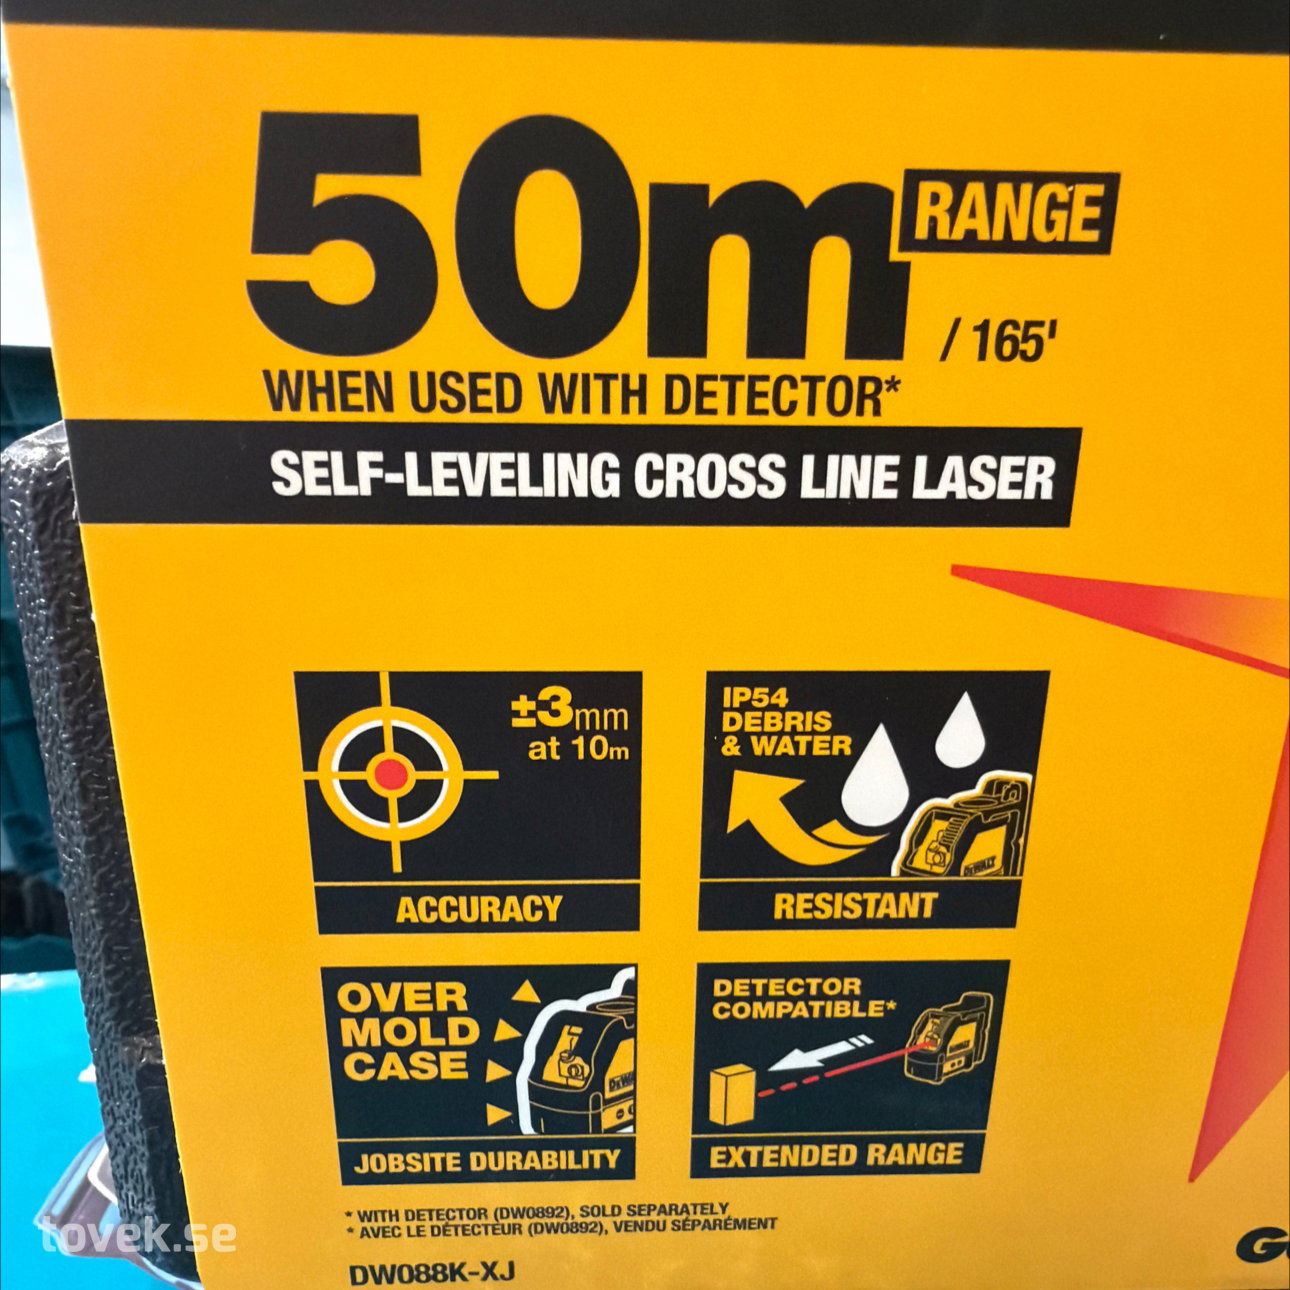 50m RANGE
/ 165'
WHEN USED WITH DETECTOR*
SELF-LEVELING CROSS LINE LASER
±3mm
at 10m
ACCURACY
IP54
DEBRIS
& WATER
DEWALT
RESISTANT
OVER
MOLD
CASE
JOBSITE DURABILITY
DETECTOR
COMPATIBLE*
EXTENDED RANGE
* WITH DETECTOR (DW0892), SOLD SEPARATELY
* AVEC LE DÉTECTEUR (DW0892), VENDU SÉPARÉMENT
DW088K-XJ
tovek.se